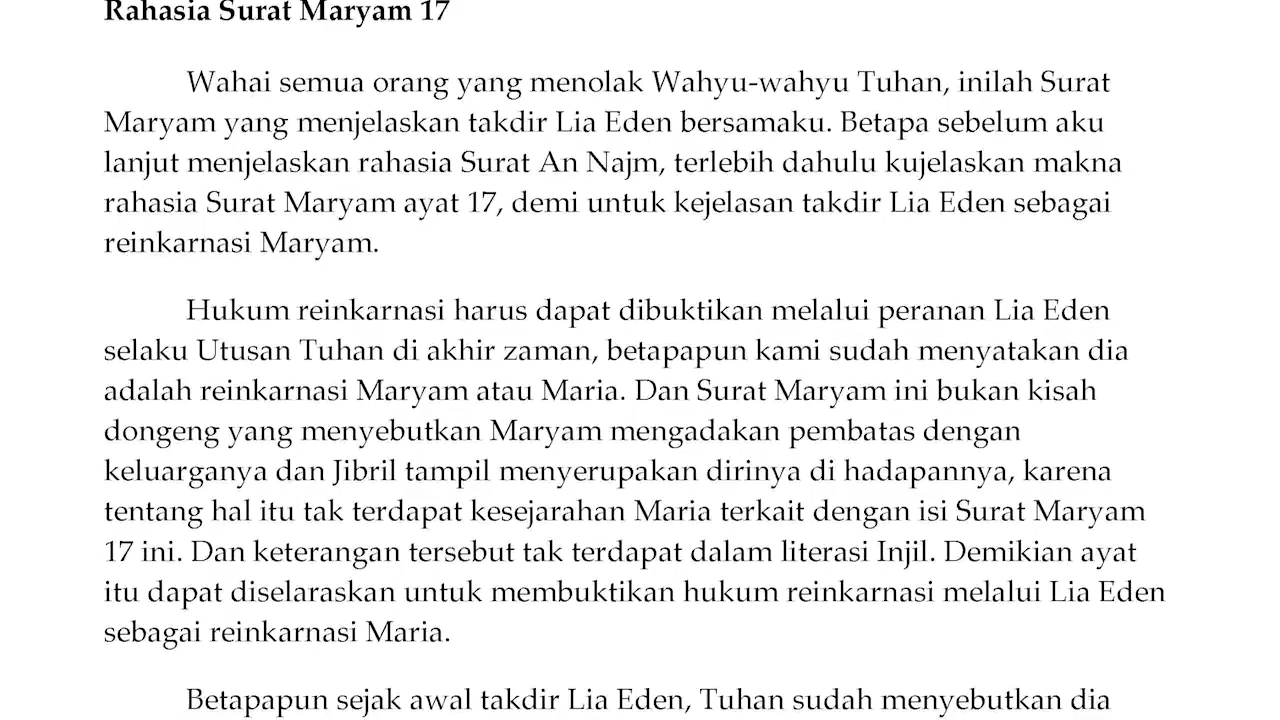 Rahasia Surat Maryam 17
Wahai semua orang yang menolak Wahyu-wahyu Tuhan, inilah Surat
Maryam yang menjelaskan takdir Lia Eden bersamaku. Betapa sebelum aku
lanjut menjelaskan rahasia Surat An Najm, terlebih dahulu kujelaskan makna
rahasia Surat Maryam ayat 17, demi untuk kejelasan takdir Lia Eden sebagai
reinkarnasi Maryam.
Hukum reinkarnasi harus dapat dibuktikan melalui peranan Lia Eden
selaku Utusan Tuhan di akhir zaman, betapapun kami sudah menyatakan dia
adalah reinkarnasi Maryam atau Maria. Dan Surat Maryam ini bukan kisah
dongeng yang menyebutkan Maryam mengadakan pembatas dengan
keluarganya dan Jibril tampil menyerupakan dirinya di hadapannya, karena
tentang hal itu tak terdapat kesejarahan Maria terkait dengan isi Surat Maryam
17 ini. Dan keterangan tersebut tak terdapat dalam literasi Injil. Demikian ayat
itu dapat diselaraskan untuk membuktikan hukum reinkarnasi melalui Lia Eden
sebagai reinkarnasi Maria.
Betapapun sejak awal takdir Lia Eden, Tuhan sudah menyebutkan dia